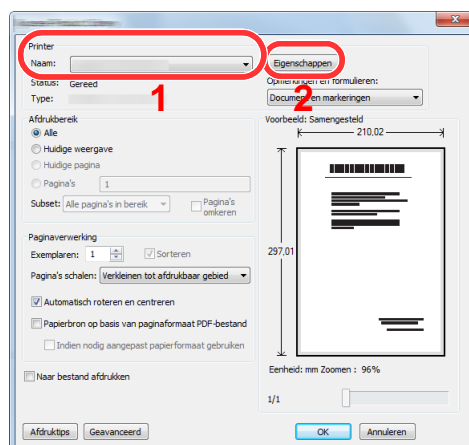 Printer
Naam:
Eigenschappen
Status: Gereed
1
2
Opmerkingen en formulieren:
Type:
Document en markeringen
Afdrukbereik
Alle
Huidige weergave
Huidige pagina
Pagina's 1
Subset: Alle pagina's in bereik
Pagina's
omkeren
Paginaverwerking
Exemplaren: 1
Sorteren
Pagina's schalen: Verkleinen tot afdrukbaar gebied
Automatisch roteren en centreren
Papierbron op basis van paginaformaat PDF-bestand
Indien nodig aangepast papierformaat gebruiken
Naar bestand afdrukken
Voorbeeld: Samengesteld
210,02
297,01
Eenheid: mm Zoomen : 96%
1/1
Afdruktips
Geavanceerd
OK
Annuleren